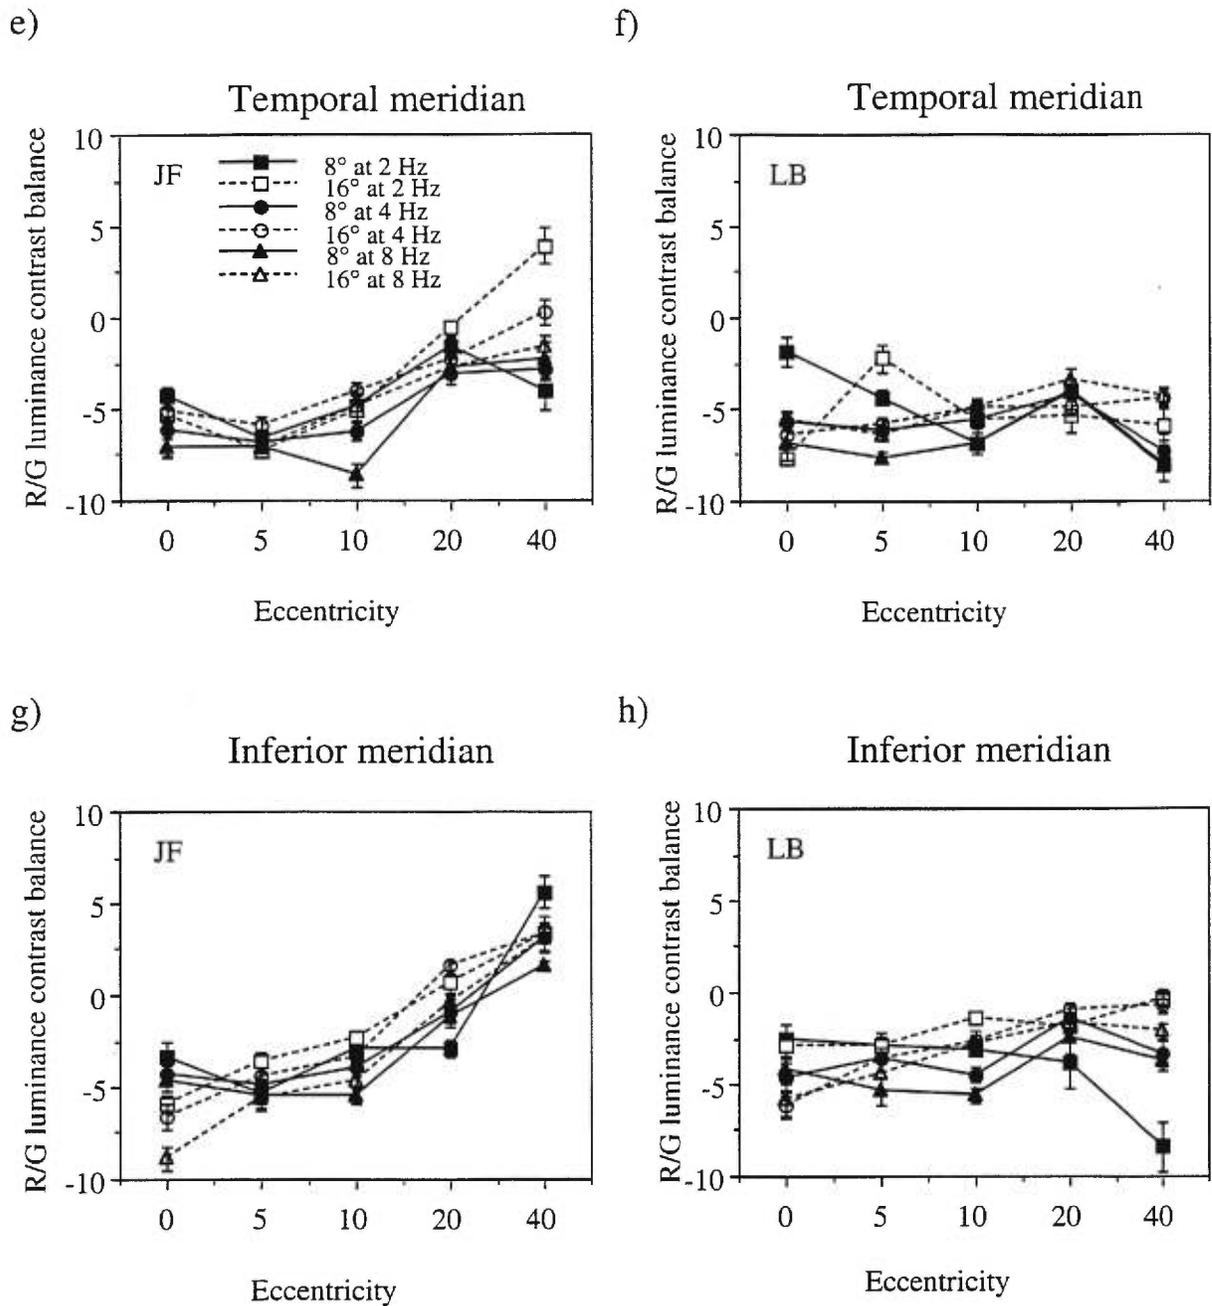 e)
Temporal meridian
R/G luminance contrast balance
10
5
0
-5
-10
JF
8° at 2 Hz
16° at 2 Hz
8° at 4 Hz
16° at 4 Hz
8° at 8 Hz
16° at 8 Hz
0 5 10 20 40
Eccentricity
f)
Temporal meridian
R/G luminance contrast balance
10
5
0
-5
-10
LB
0 5 10 20 40
Eccentricity
g)
Inferior meridian
R/G luminance contrast balance
10
5
0
-5
-10
JF
0 5 10 20 40
Eccentricity
h)
Inferior meridian
R/G luminance contrast balance
10
5
0
-5
-10
LB
0 5 10 20 40
Eccentricity